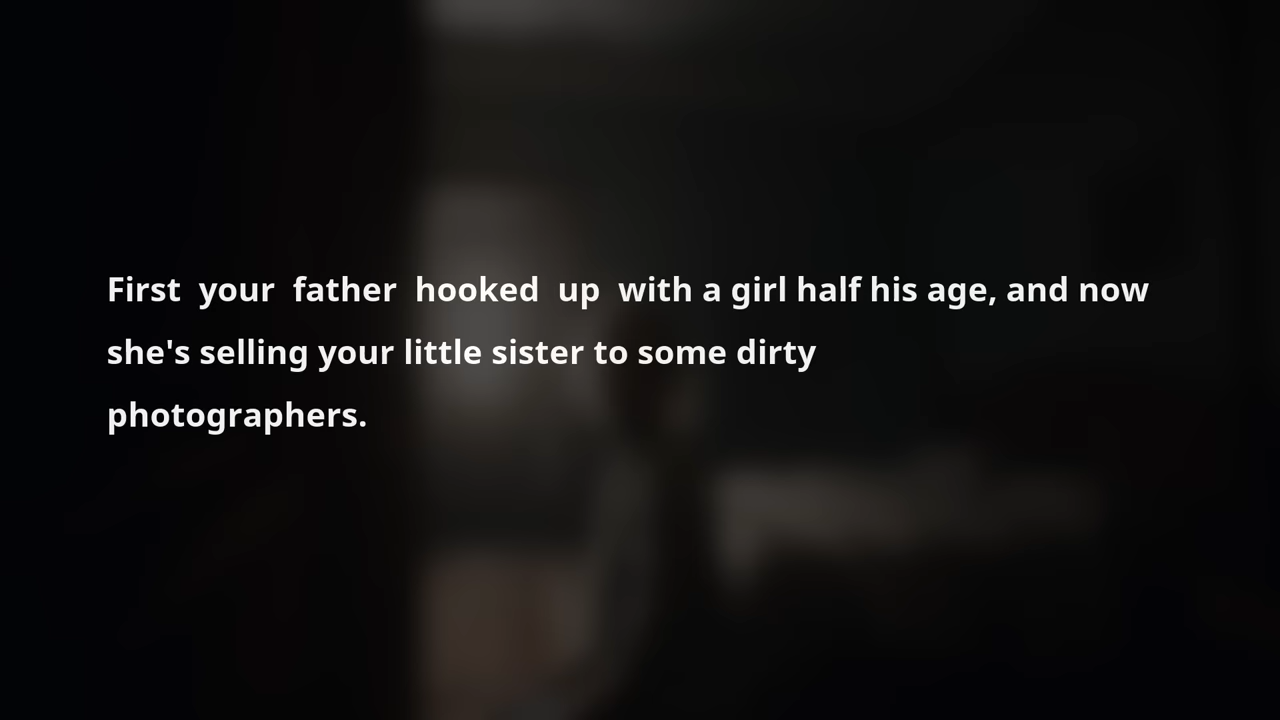 First your father hooked up with a girl half his age, and now
she's selling your little sister to some dirty
photographers.